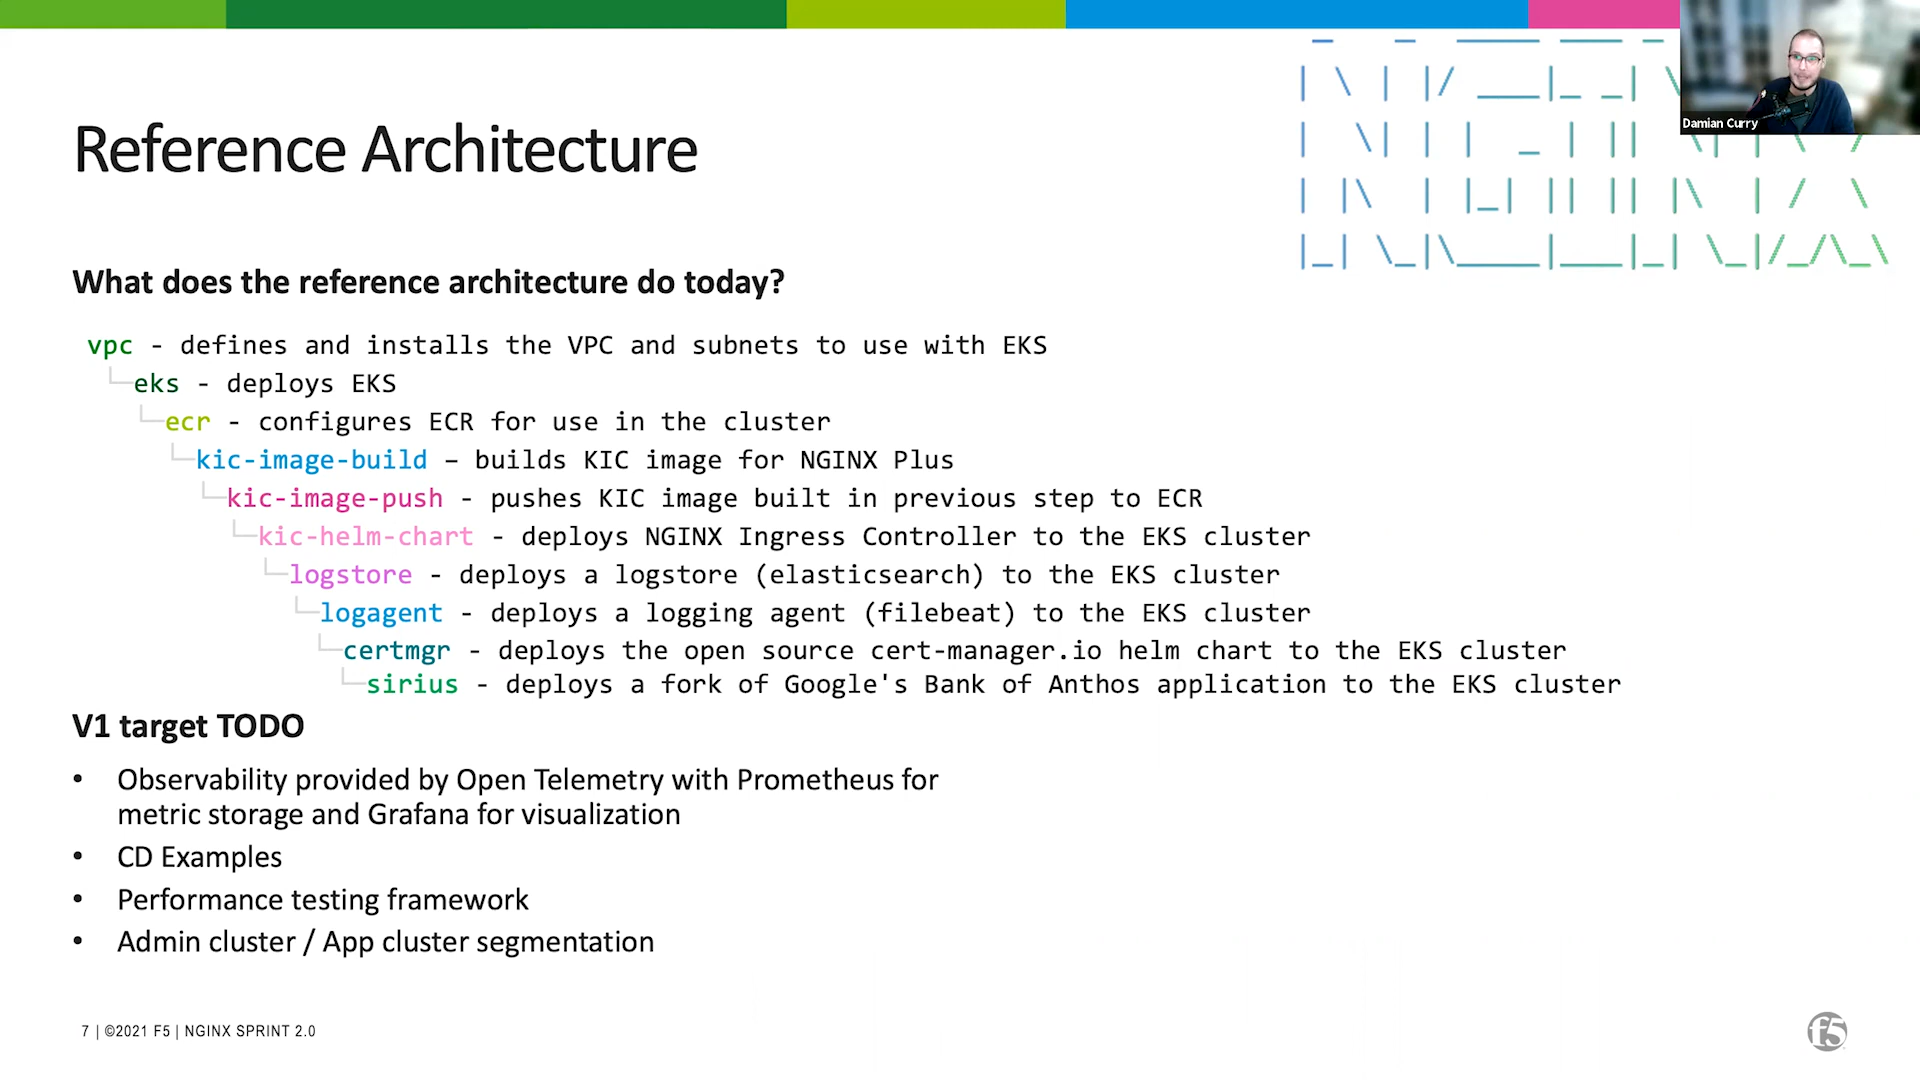 Damian Curry
Reference Architecture
What does the reference architecture do today?
vpc - defines and installs the VPC and subnets to use with EKS
eks - deploys EKS
ecr - configures ECR for use in the cluster
kic-image-build – builds KIC image for NGINX Plus
kic-image-push - pushes KIC image built in previous step to ECR
kic-helm-chart - deploys NGINX Ingress Controller to the EKS cluster
logstore - deploys a logstore (elasticsearch) to the EKS cluster
logagent - deploys a logging agent (filebeat) to the EKS cluster
certmgr - deploys the open source cert-manager.io helm chart to the EKS cluster
sirius - deploys a fork of Google's Bank of Anthos application to the EKS cluster
V1 target TODO
• Observability provided by Open Telemetry with Prometheus for
metric storage and Grafana for visualization
• CD Examples
• Performance testing framework
• Admin cluster / App cluster segmentation
7 | ©2021 F5 | NGINX SPRINT 2.0
f5